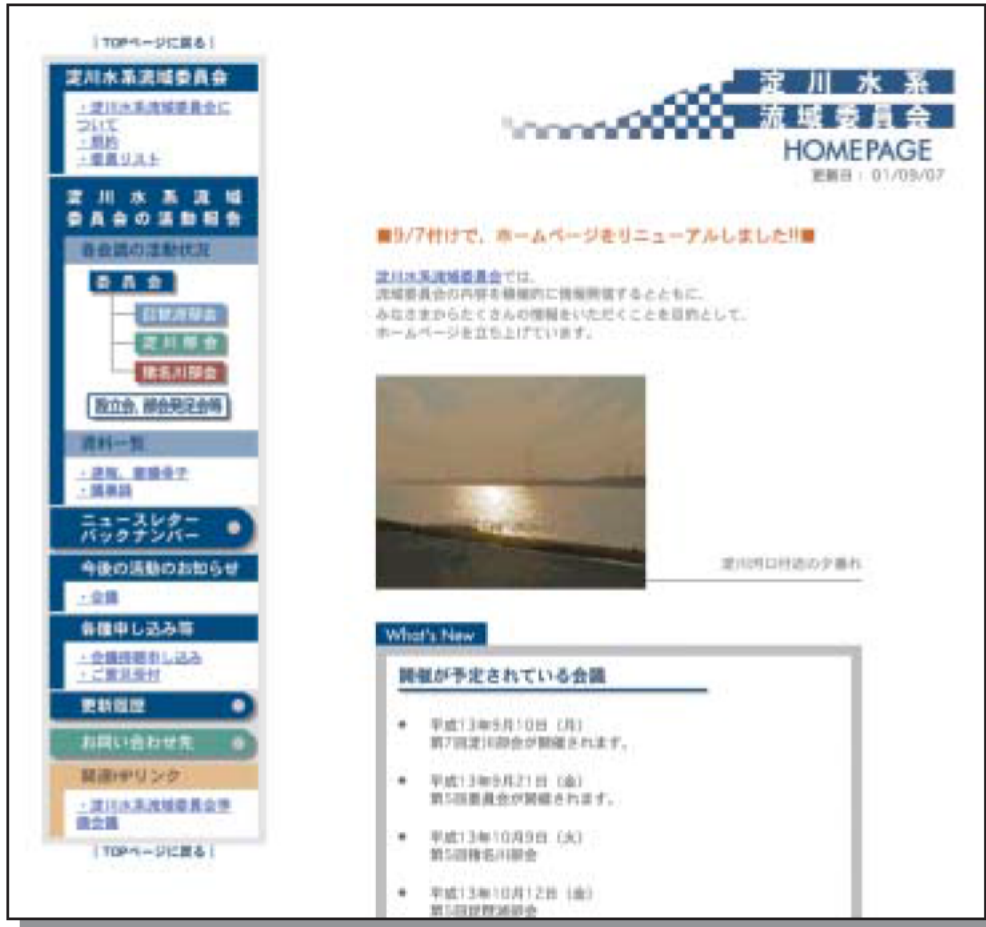 | TOPページに戻る |
淀川水系流域委員会
・淀川水系流域委員会に
ついて
・規約
・委員リスト
淀川水系流域
委員会の活動報告
各会議の活動状況
委員会
琵琶湖部会
淀川部会
猪名川部会
設立会、部会発足会等
資料一覧
・速報、審議骨子
・議事録
ニュースレター
バックナンバー
今後の活動のお知らせ
・会議
各種申し込み等
・会議傍聴申し込み
・ご意見受付
更新履歴
お問い合わせ先
関連HPリンク
・淀川水系流域委員会準
備会議
| TOPページに戻る |
淀川水系
流域委員会
HOMEPAGE
更新日： 01/09/07
■9/7付けで、ホームページをリニューアルしました!!■
淀川水系流域委員会では、
流域委員会の内容を積極的に情報開信するとともに、
みなさまからたくさんの情報をいただくことを目的として、
ホームページを立ち上げています。
淀川河口付近の夕暮れ
What's New
開催が予定されている会議
● 平成13年9月10日（月）
第7回淀川部会が開催されます。
● 平成13年9月21日（金）
第5回委員会が開催されます。
● 平成13年10月9日（火）
第5回猪名川部会
● 平成13年10月12日（金）
第5回琵琶湖部会